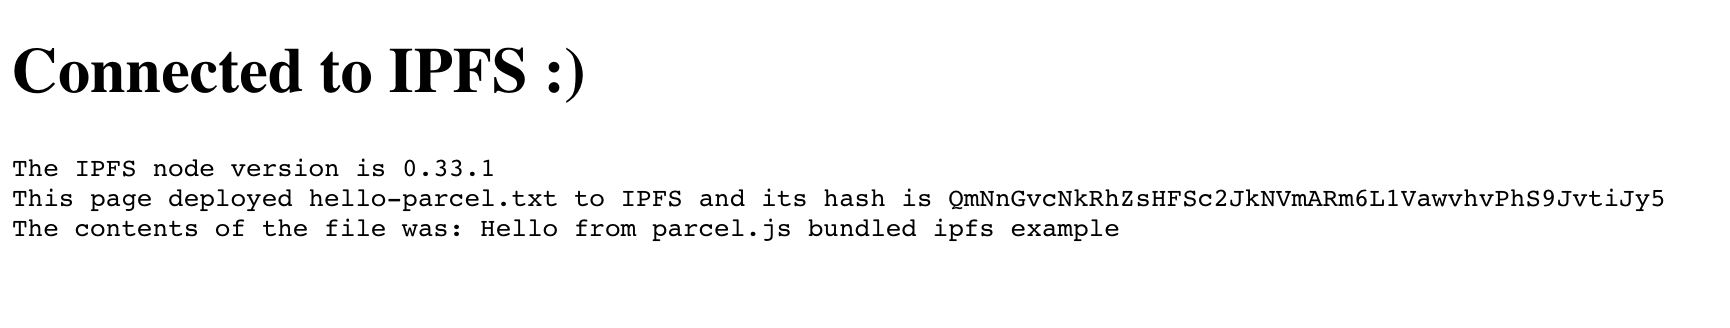 Connected to IPFS :)
The IPFS node version is 0.33.1
This page deployed hello-parcel.txt to IPFS and its hash is QmNnGvcNkRhZsHFSc2JkNVmARm6L1VawvhvPhS9JvtiJy5
The contents of the file was: Hello from parcel.js bundled ipfs example